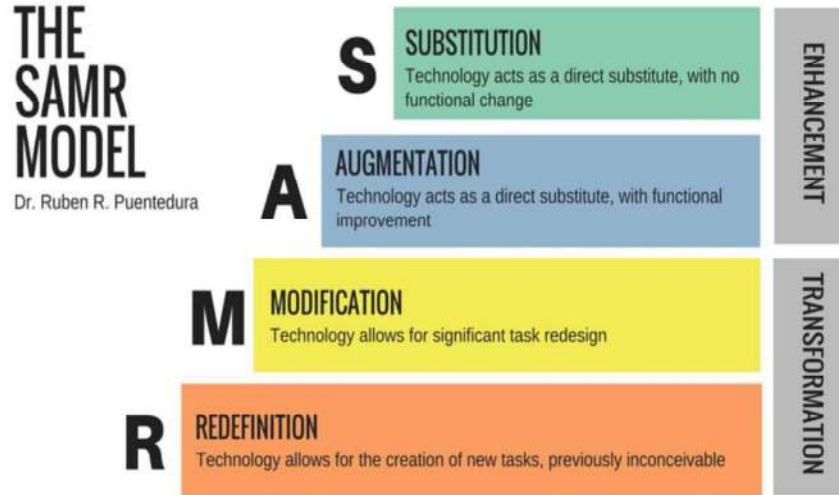 THE
SAMR
MODEL
Dr. Ruben R. Puentedura
S
SUBSTITUTION
Technology acts as a direct substitute, with no
functional change
A
AUGMENTATION
Technology acts as a direct substitute, with functional
improvement
ENHANCEMENT
M
MODIFICATION
Technology allows for significant task redesign
R
REDEFINITION
Technology allows for the creation of new tasks, previously inconceivable
TRANSFORMATION